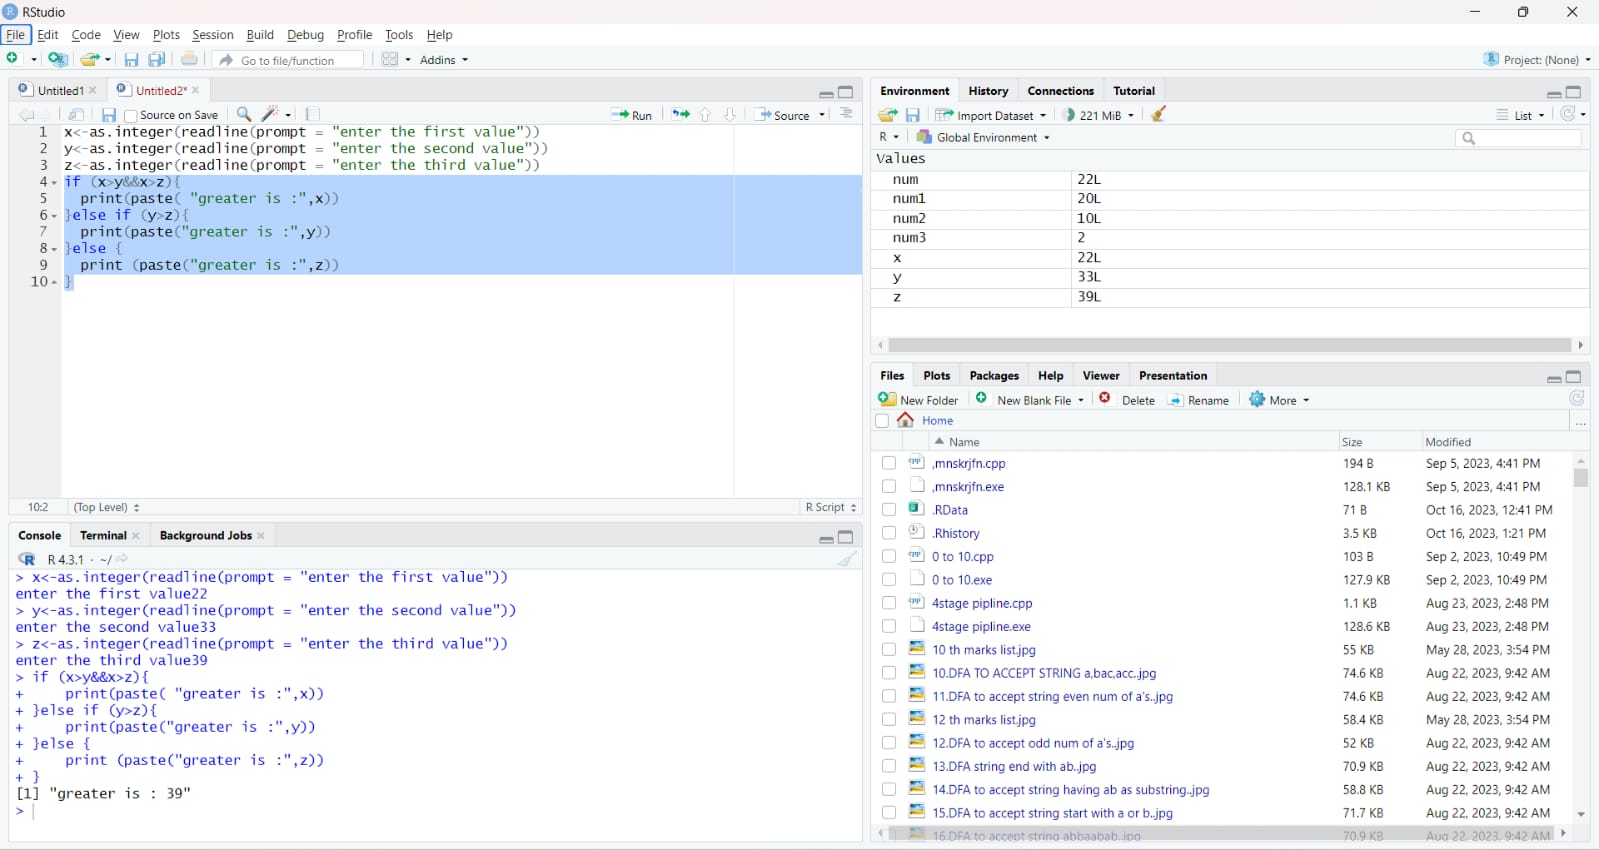 RStudio
File Edit Code View Plots Session Build Debug Profile Tools Help
Go to file/function Addins Project: (None)
Untitled1 Untitled2*
Source on Save Run Source
1 x<-as.integer(readline(prompt = "enter the first value"))
2 y<-as.integer(readline(prompt = "enter the second value"))
3 z<-as.integer(readline(prompt = "enter the third value"))
4 if (x>y&&x>z){
5 print(paste( "greater is :",x))
6 }else if (y>z){
7 print(paste("greater is :",y))
8 }else {
9 print (paste("greater is :",z))
10 }
10:2 (Top Level) R Script
Console Terminal Background Jobs
R 4.3.1 · ~/
> x<-as.integer(readline(prompt = "enter the first value"))
enter the first value22
> y<-as.integer(readline(prompt = "enter the second value"))
enter the second value33
> z<-as.integer(readline(prompt = "enter the third value"))
enter the third value39
> if (x>y&&x>z){
+ print(paste( "greater is :",x))
+ }else if (y>z){
+ print(paste("greater is :",y))
+ }else {
+ print (paste("greater is :",z))
+ }
[1] "greater is : 39"
>
Environment History Connections Tutorial
Import Dataset 221 MiB List
R Global Environment
Values
num 22L
num1 20L
num2 10L
num3 2
x 22L
y 33L
z 39L
Files Plots Packages Help Viewer Presentation
New Folder New Blank File Delete Rename More
Home ...
Name Size Modified
,mnskrjfn.cpp 194 B Sep 5, 2023, 4:41 PM
,mnskrjfn.exe 128.1 KB Sep 5, 2023, 4:41 PM
.RData 71 B Oct 16, 2023, 12:41 PM
.Rhistory 3.5 KB Oct 16, 2023, 1:21 PM
0 to 10.cpp 103 B Sep 2, 2023, 10:49 PM
0 to 10.exe 127.9 KB Sep 2, 2023, 10:49 PM
4stage pipline.cpp 1.1 KB Aug 23, 2023, 2:48 PM
4stage pipline.exe 128.6 KB Aug 23, 2023, 2:48 PM
10 th marks list.jpg 55 KB May 28, 2023, 3:54 PM
10.DFA TO ACCEPT STRING a,bac,acc..jpg 74.6 KB Aug 22, 2023, 9:42 AM
11.DFA to accept string even num of a's..jpg 74.6 KB Aug 22, 2023, 9:42 AM
12 th marks list.jpg 58.4 KB May 28, 2023, 3:54 PM
12.DFA to accept odd num of a's..jpg 52 KB Aug 22, 2023, 9:42 AM
13.DFA string end with ab..jpg 70.9 KB Aug 22, 2023, 9:42 AM
14.DFA to accept string having ab as substring..jpg 58.8 KB Aug 22, 2023, 9:42 AM
15.DFA to accept string start with a or b..jpg 71.7 KB Aug 22, 2023, 9:42 AM
16.DFA to accept string abbaabab..jpg 70.9 KB Aug 22, 2023, 9:42 AM